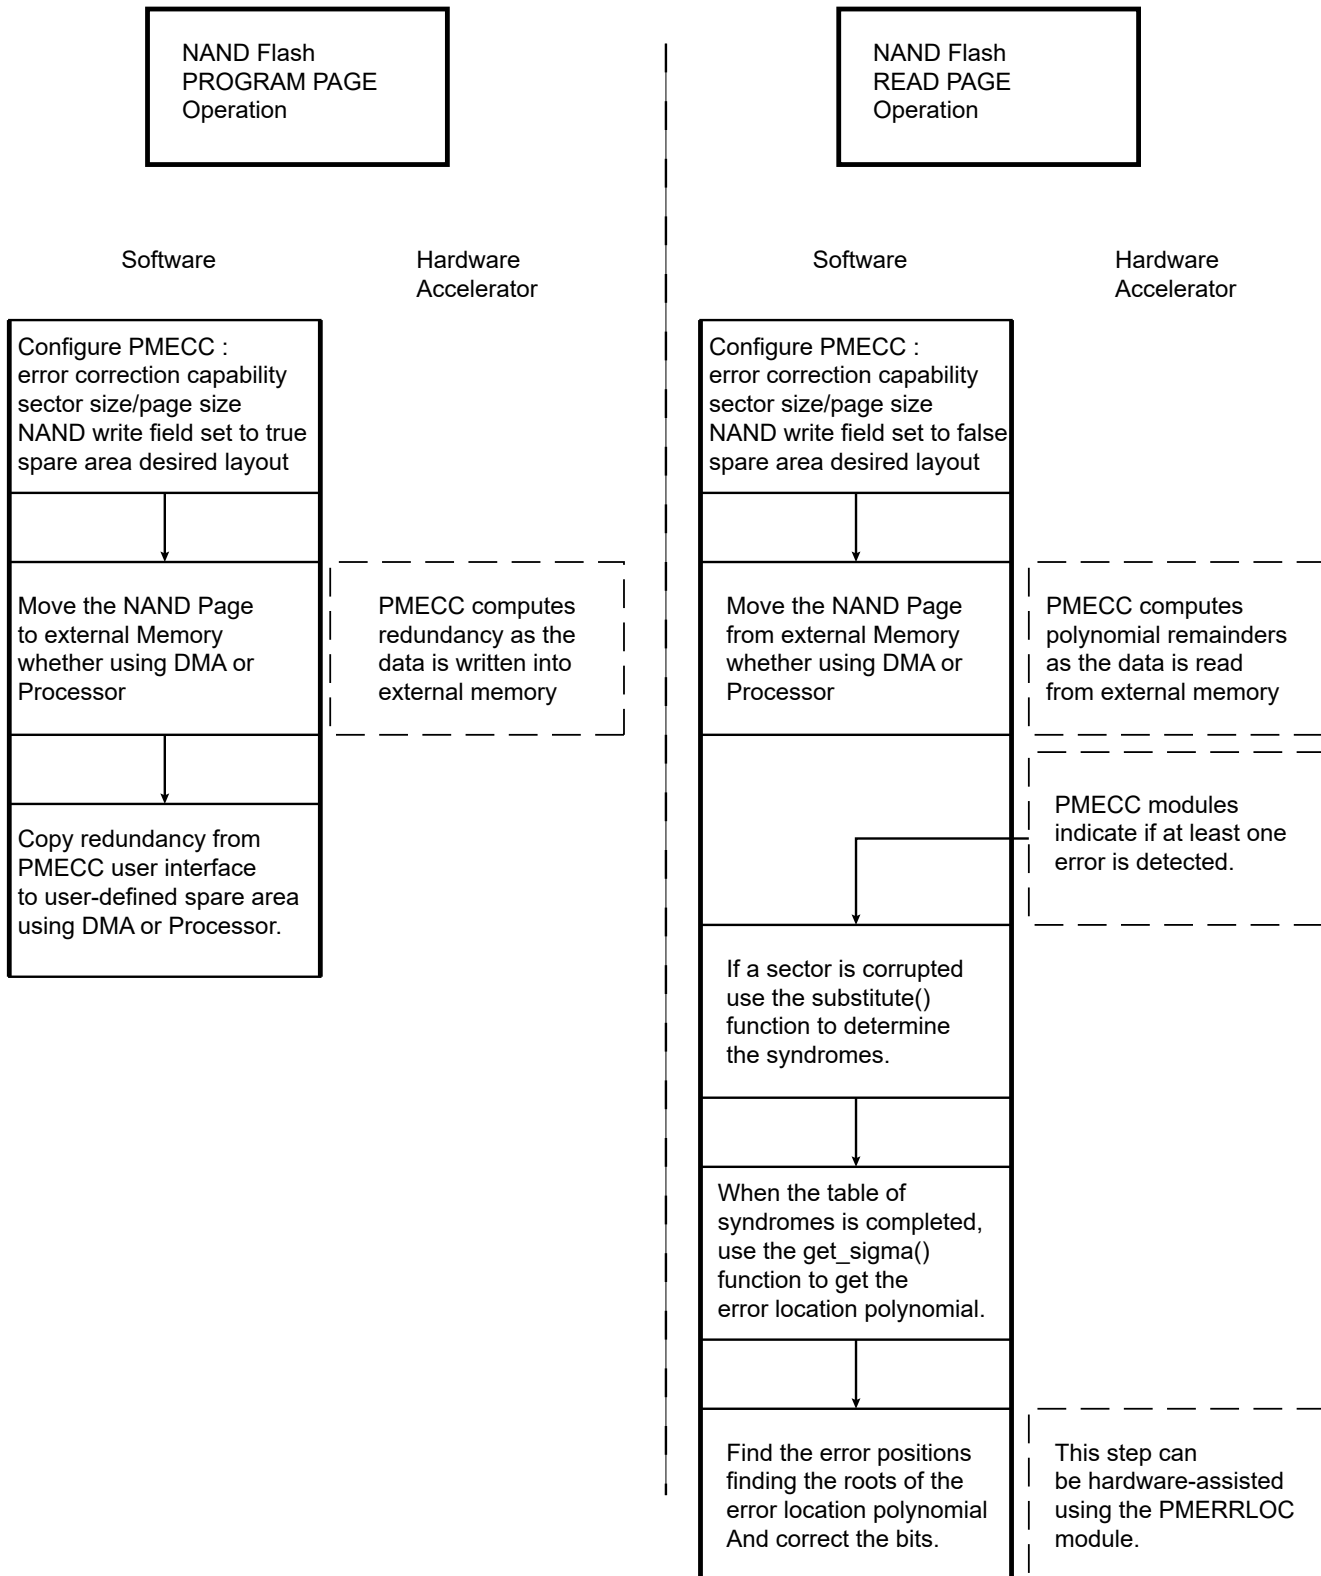 NAND Flash
PROGRAM PAGE
Operation
Software
Hardware
Accelerator
Configure PMECC :
error correction capability
sector size/page size
NAND write field set to true
spare area desired layout
Move the NAND Page
to external Memory
whether using DMA or
Processor
PMECC computes
redundancy as the
data is written into
external memory
Copy redundancy from
PMECC user interface
to user-defined spare area
using DMA or Processor.
NAND Flash
READ PAGE
Operation
Software
Hardware
Accelerator
Configure PMECC :
error correction capability
sector size/page size
NAND write field set to false
spare area desired layout
Move the NAND Page
from external Memory
whether using DMA or
Processor
PMECC computes
polynomial remainders
as the data is read
from external memory
PMECC modules
indicate if at least one
error is detected.
If a sector is corrupted
use the substitute()
function to determine
the syndromes.
When the table of
syndromes is completed,
use the get_sigma()
function to get the
error location polynomial.
Find the error positions
finding the roots of the
error location polynomial
And correct the bits.
This step can
be hardware-assisted
using the PMERRLOC
module.